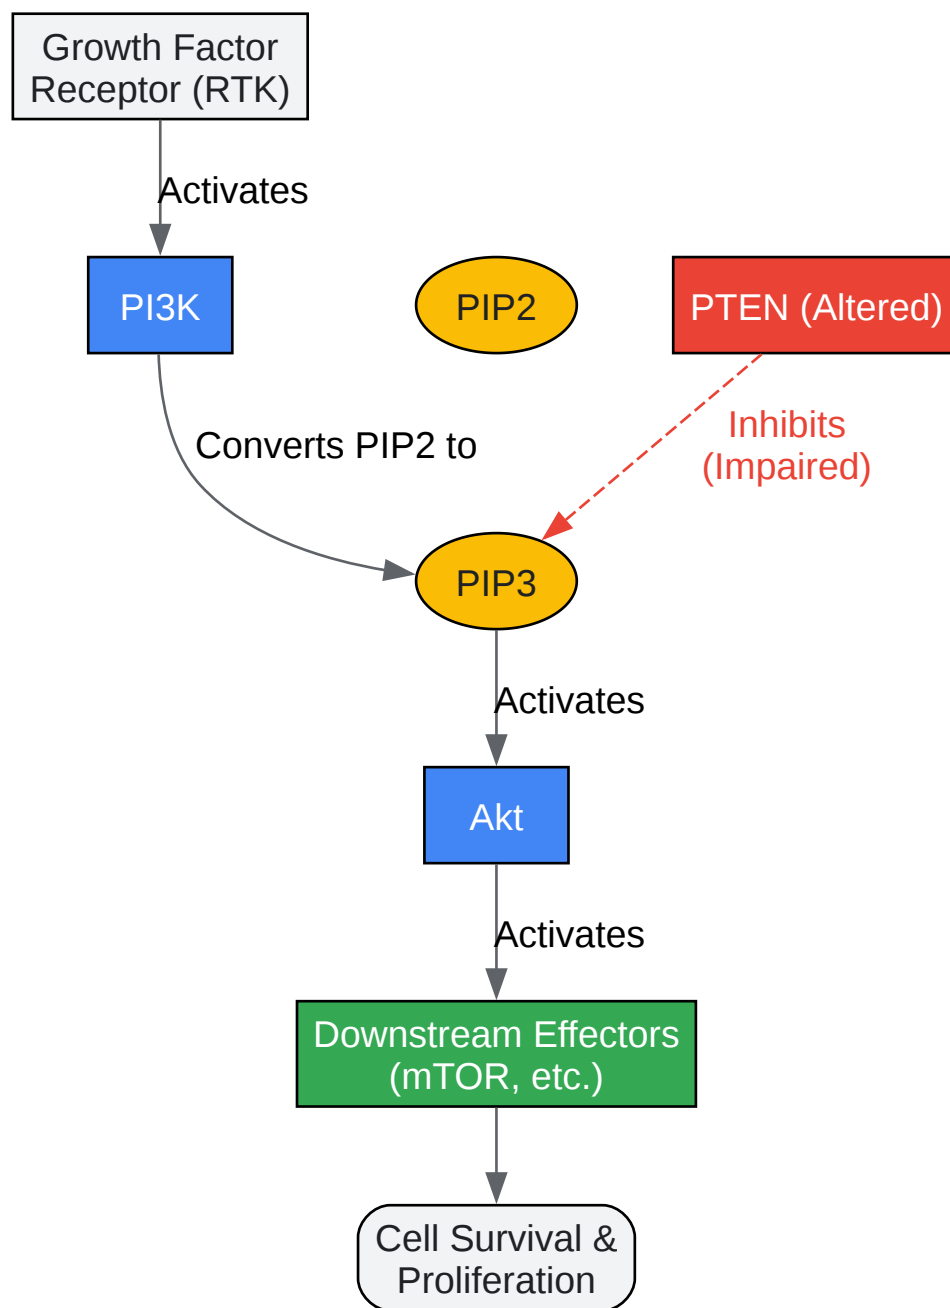 Growth Factor
Receptor (RTK)
Activates
PI3K
PIP2
PTEN (Altered)
Inhibits
(Impaired)
Converts PIP2 to
PIP3
Activates
Akt
Activates
Downstream Effectors
(mTOR, etc.)
Cell Survival &
Proliferation